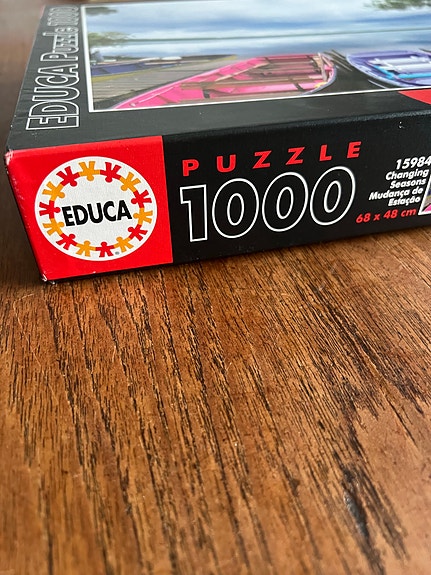 EDUCA Puzzle 1000
EDUCA
PUZZLE
1000
15984
Changing
Seasons
Mudança de
Estação
68 x 48 cm